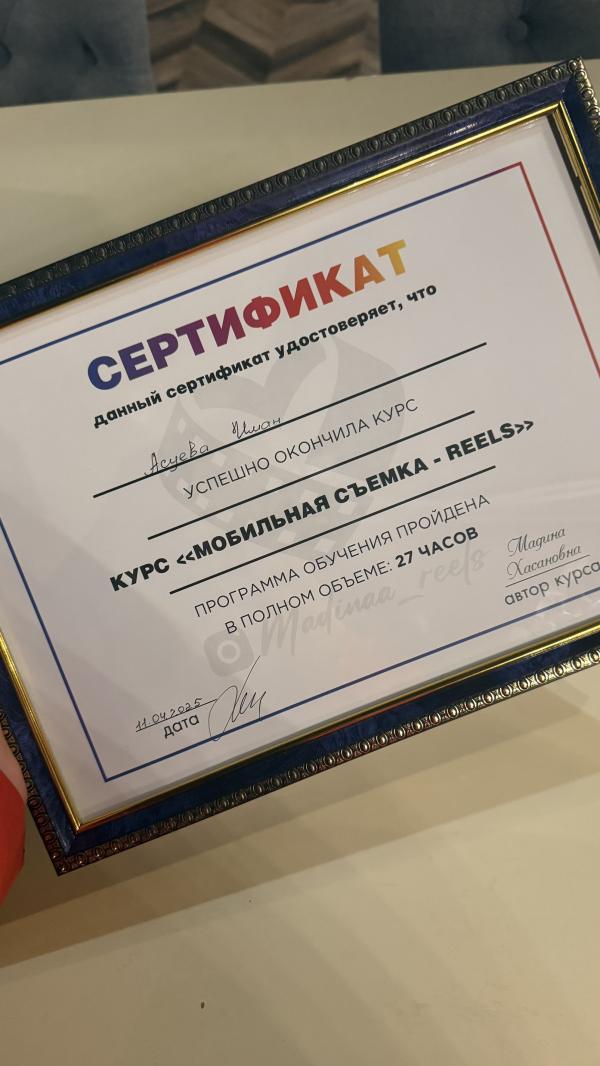 СЕРТИФИКАТ
данный сертификат удостоверяет, что
Асуева Иман
УСПЕШНО ОКОНЧИЛА КУРС
КУРС «МОБИЛЬНАЯ СЪЕМКА - REELS»
ПРОГРАММА ОБУЧЕНИЯ ПРОЙДЕНА
В ПОЛНОМ ОБЪЕМЕ: 27 ЧАСОВ
Madinaa_reels
Мадина
Хасановна
автор курса
11.04.2025
дата